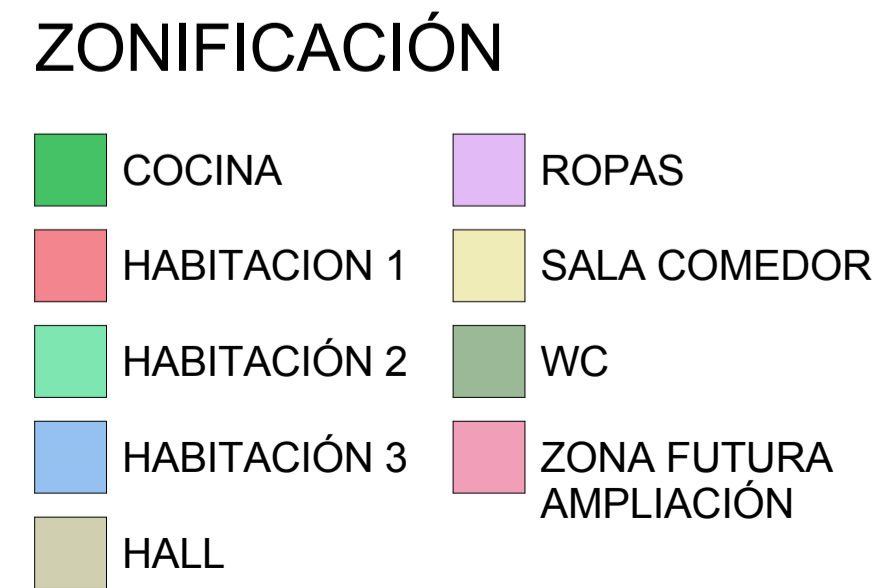 ZONIFICACIÓN
COCINA
HABITACION 1
HABITACIÓN 2
HABITACIÓN 3
HALL
ROPAS
SALA COMEDOR
WC
ZONA FUTURA
AMPLIACIÓN